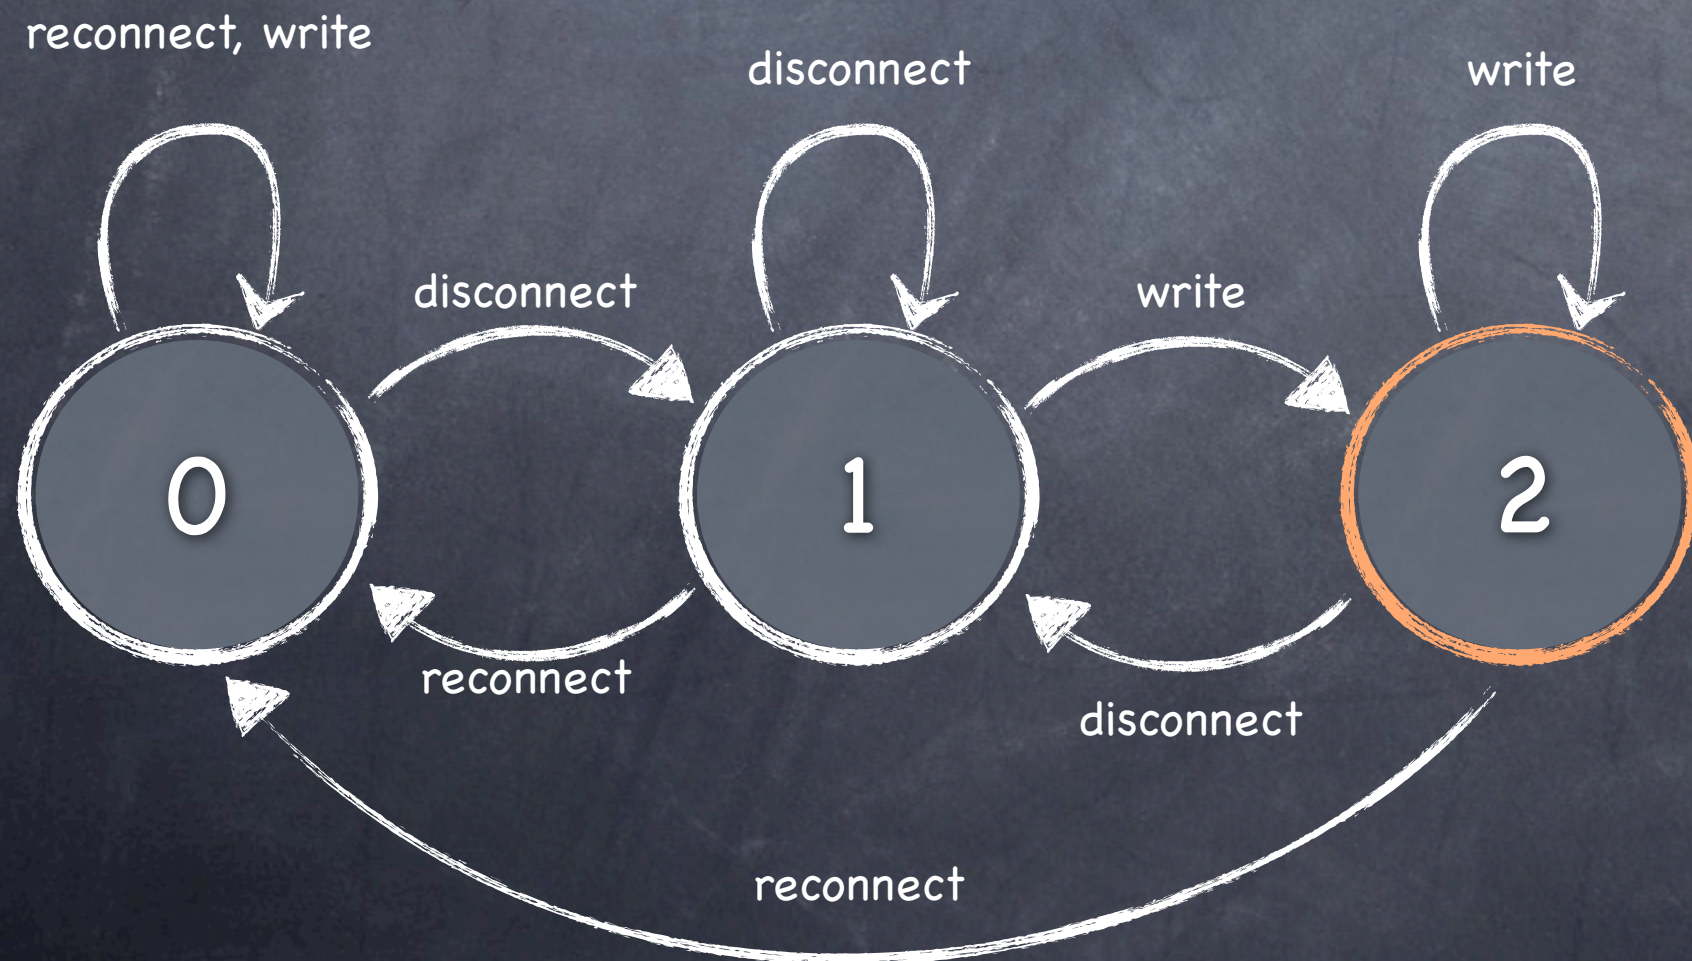 reconnect, write
disconnect
write
disconnect
write
0
1
2
reconnect
disconnect
reconnect